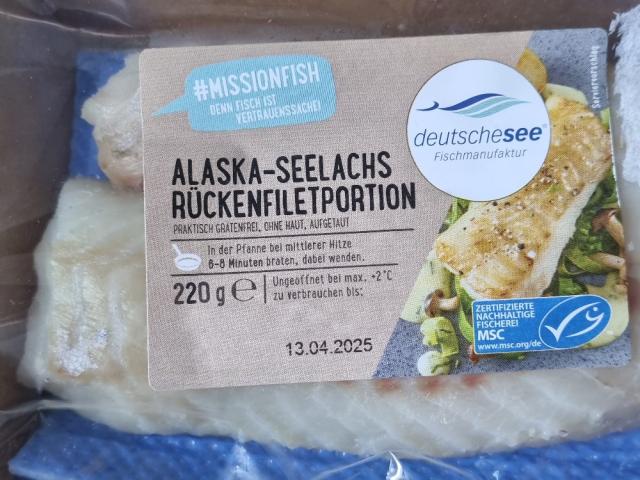 #MISSIONFISH
DENN FISCH IST
VERTRAUENSSACHE!
deutschesee®
Fischmanufaktur
Serviervorschlag
ALASKA-SEELACHS
RÜCKENFILETPORTION
PRAKTISCH GRÄTENFREI, OHNE HAUT, AUFGETAUT
In der Pfanne bei mittlerer Hitze
6-8 Minuten braten, dabei wenden.
220 g ℮
Ungeöffnet bei max. +2°C
zu verbrauchen bis:
13.04.2025
ZERTIFIZIERTE
NACHHALTIGE
FISCHEREI
MSC
www.msc.org/de